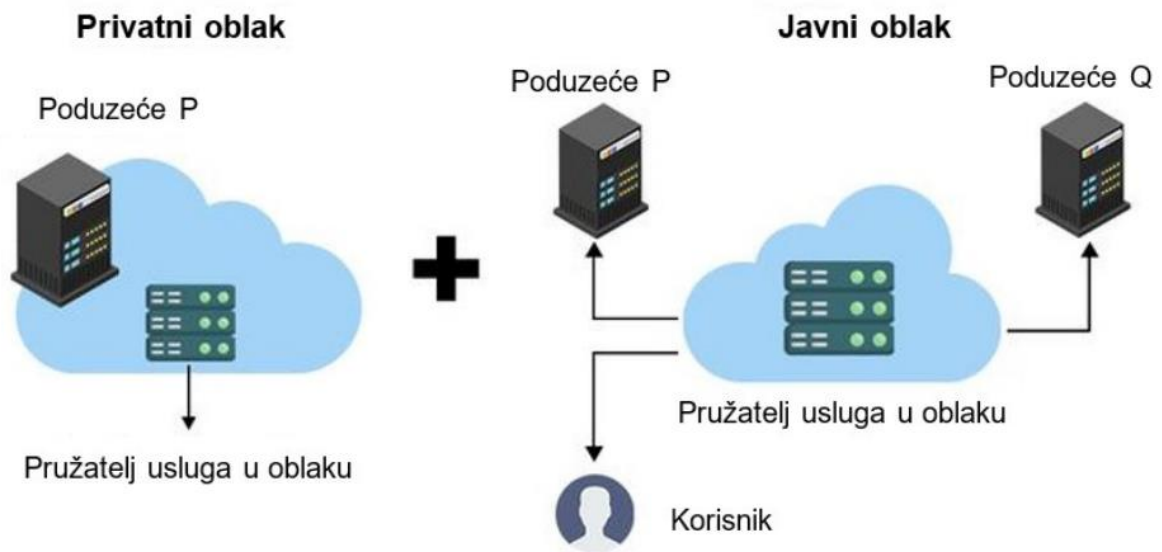 Privatni oblak
Javni oblak
Poduzeće P
Poduzeće P
Poduzeće Q
Pružatelj usluga u oblaku
Pružatelj usluga u oblaku
Korisnik